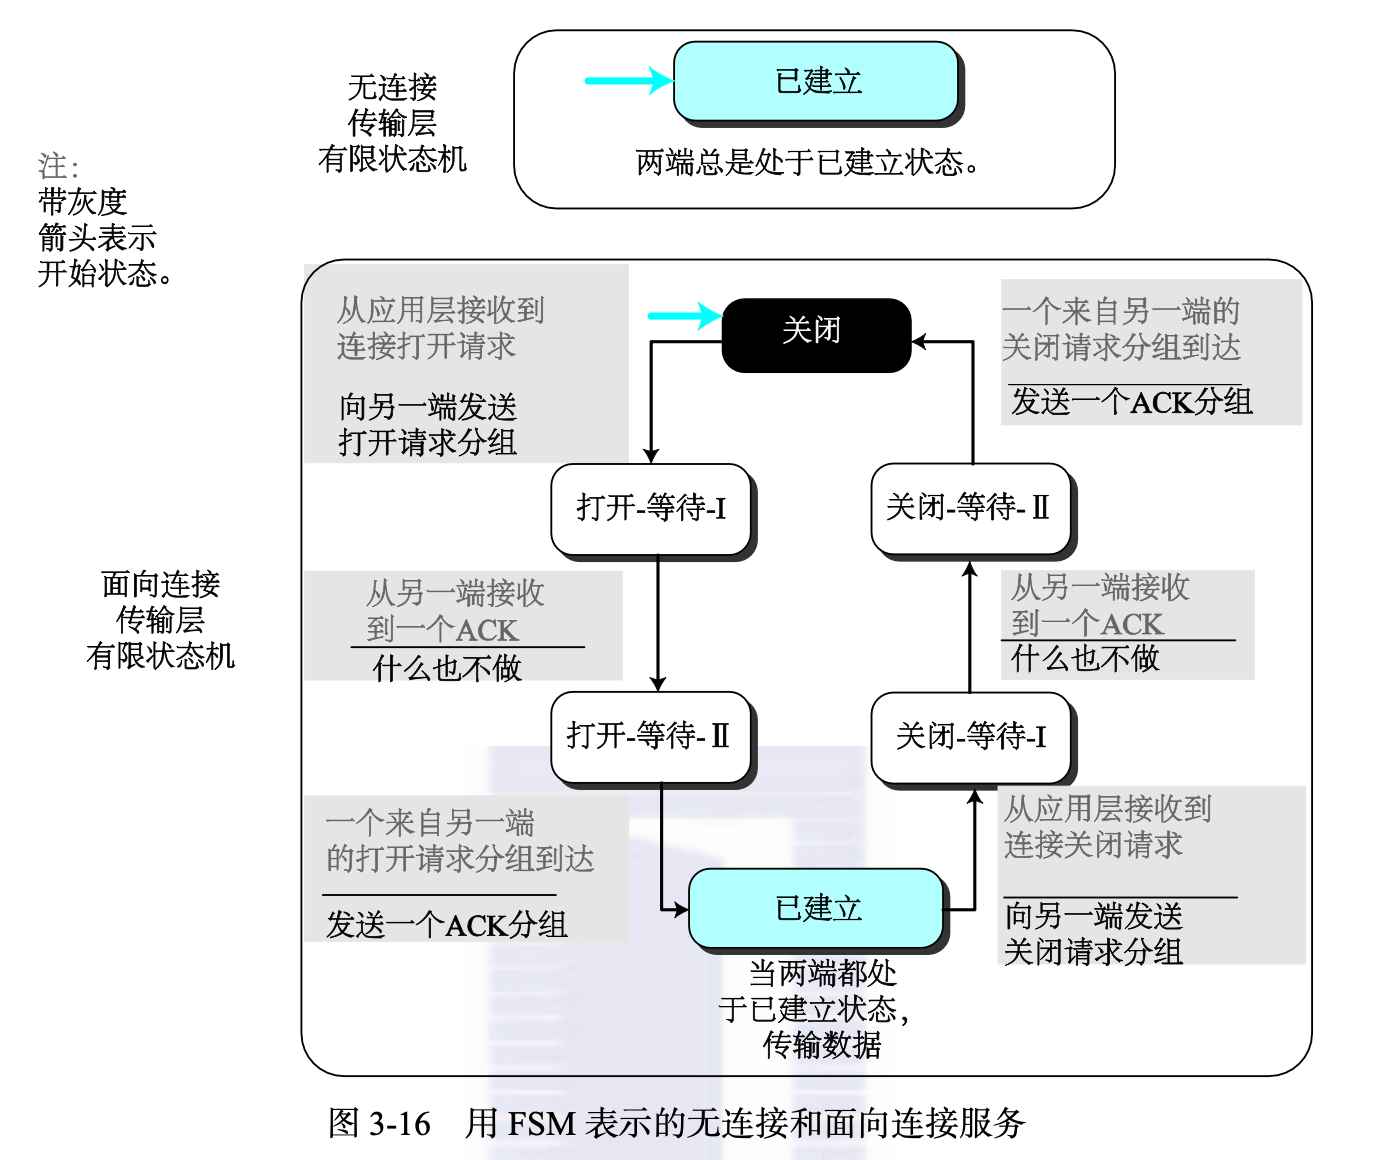 无连接
传输层
有限状态机
已建立
两端总是处于已建立状态。
注:
带灰度
箭头表示
开始状态。
面向连接
传输层
有限状态机
从应用层接收到
连接打开请求
向另一端发送
打开请求分组
关闭
一个来自另一端的
关闭请求分组到达
发送一个ACK分组
打开-等待-I
关闭-等待-Ⅱ
从另一端接收
到一个ACK
什么也不做
从另一端接收
到一个ACK
什么也不做
打开-等待-Ⅱ
关闭-等待-I
一个来自另一端
的打开请求分组到达
发送一个ACK分组
已建立
当两端都处
于已建立状态,
传输数据
从应用层接收到
连接关闭请求
向另一端发送
关闭请求分组
图 3-16 用 FSM 表示的无连接和面向连接服务